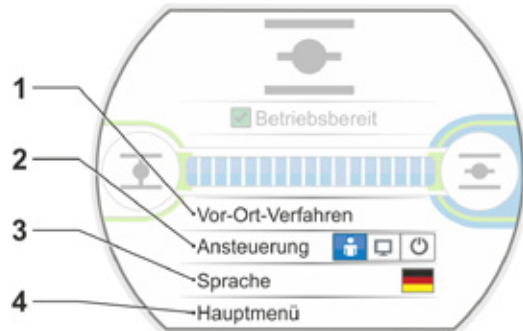 Betriebsbereit
1 Vor-Ort-Verfahren
2 Ansteuerung
3 Sprache
4 Hauptmenü